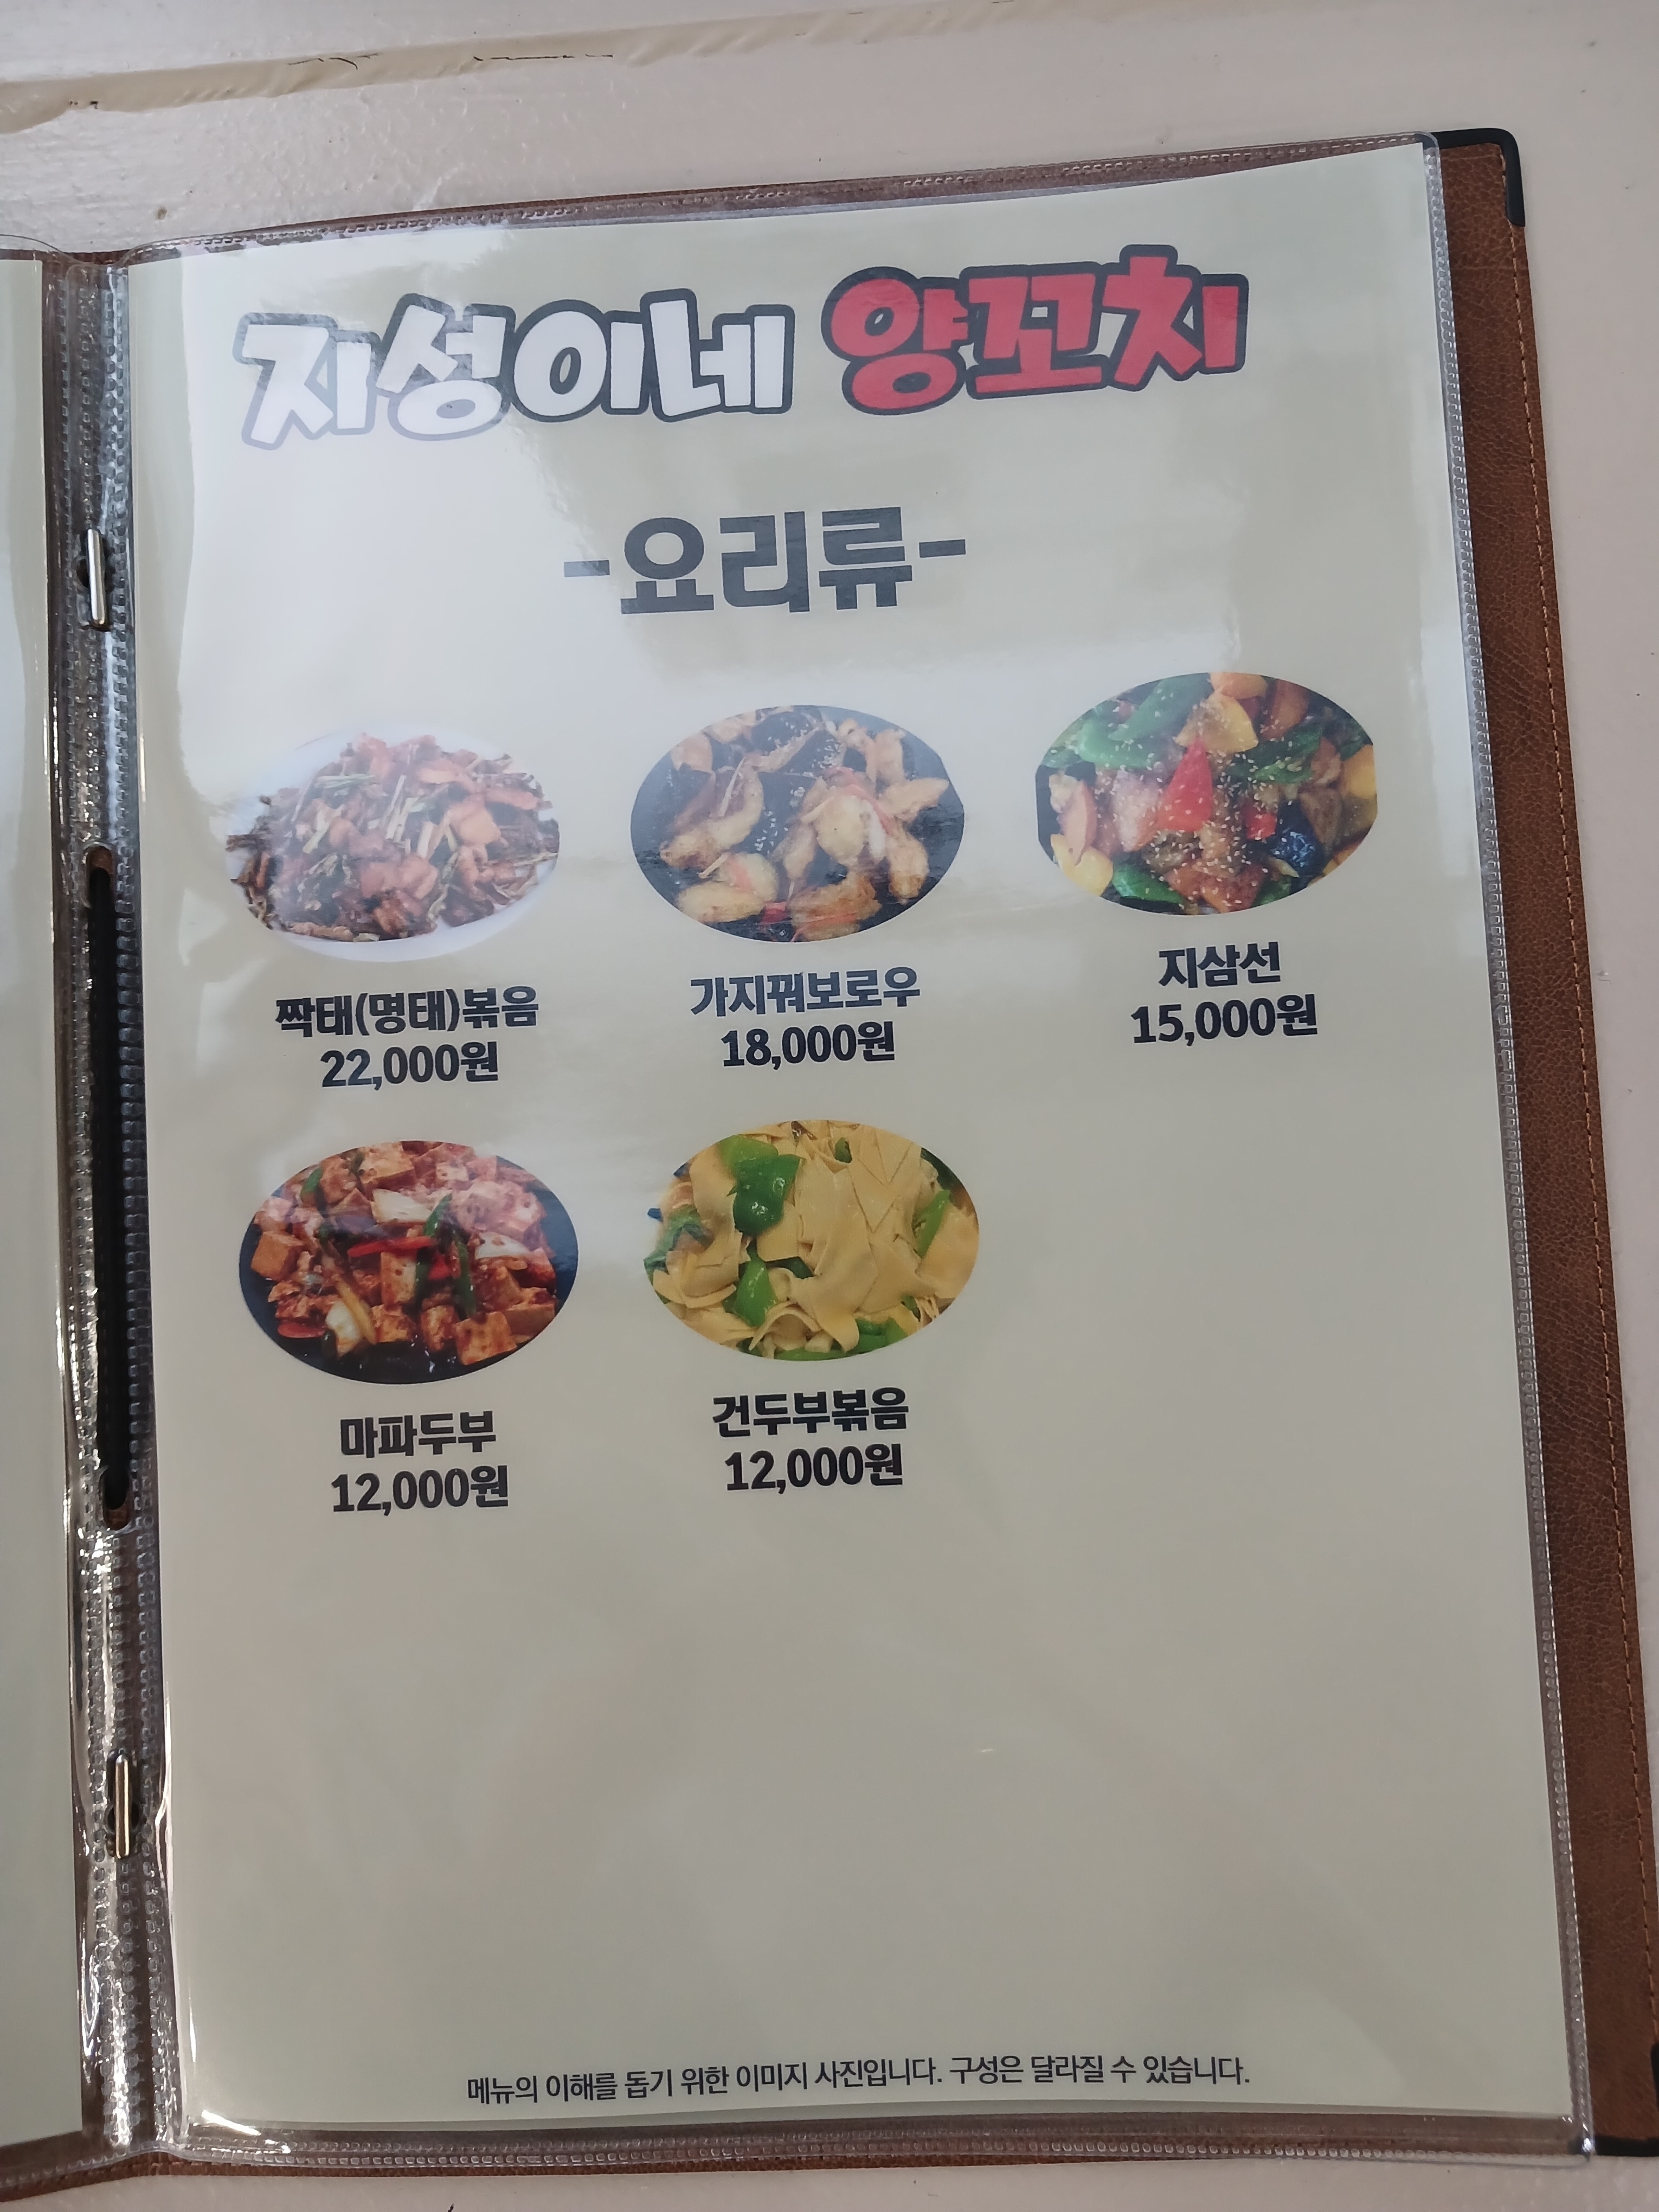 지성이네 양꼬치
-요리류-
짝태(명태)볶음
22,000원
가지꿔보로우
18,000원
지삼선
15,000원
마파두부
12,000원
건두부볶음
12,000원
메뉴의 이해를 돕기 위한 이미지 사진입니다. 구성은 달라질 수 있습니다.